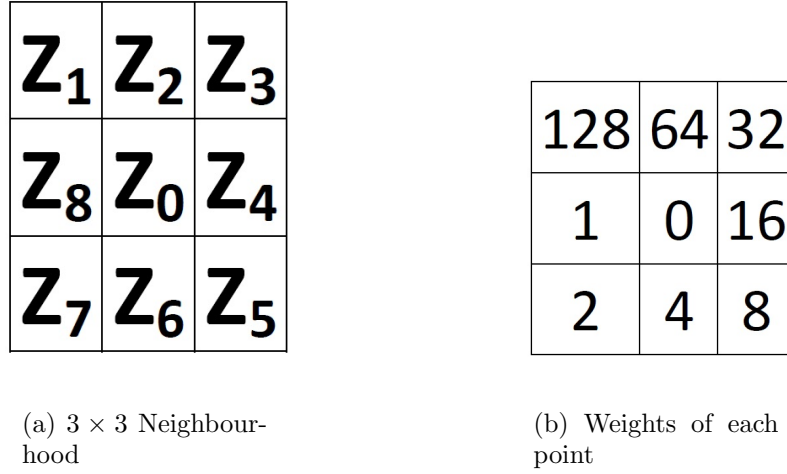 Z1 Z2 Z3
Z8 Z0 Z4
Z7 Z6 Z5
128 64 32
1 0 16
2 4 8
(a) 3 × 3 Neighbour-
hood
(b) Weights of each
point